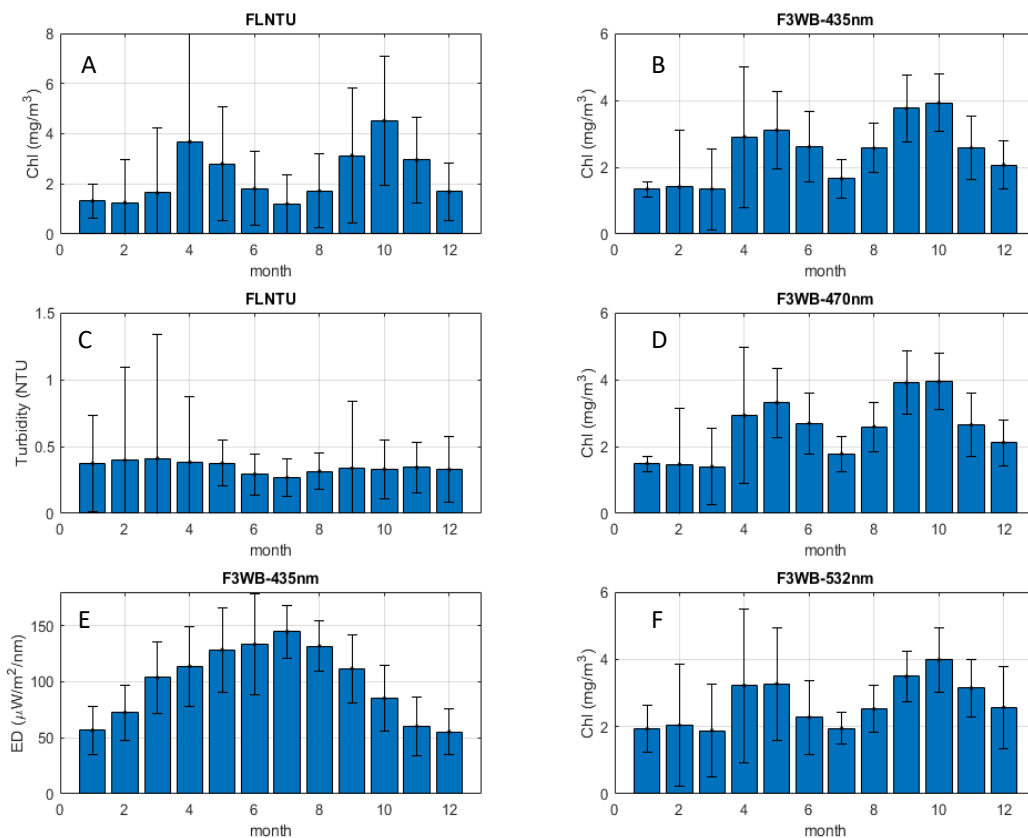 FLNTU
A
Chl (mg/m³)
8
6
4
2
0
0 2 4 6 8 10 12
month
F3WB-435nm
B
Chl (mg/m³)
6
4
2
0
0 2 4 6 8 10 12
month
FLNTU
C
Turbidity (NTU
1.5
1
0.5
0
0 2 4 6 8 10 12
month
F3WB-470nm
D
Chl (mg/m³)
6
4
2
0
0 2 4 6 8 10 12
month
F3WB-435nm
E
ED (μW/m²/nm)
150
100
50
0
0 2 4 6 8 10 12
month
F3WB-532nm
F
Chl (mg/m³)
6
4
2
0
0 2 4 6 8 10 12
month